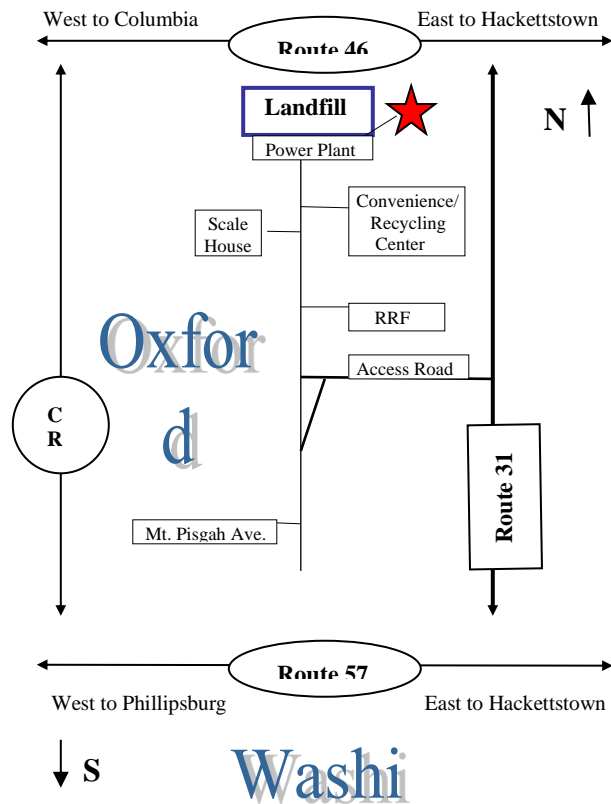 West to Columbia
East to Hackettstown
Route 46
Landfill
N
Power Plant
Convenience/
Recycling
Center
Scale
House
RRF
Oxfor
d
Access Road
C
R
Route 31
Mt. Pisgah Ave.
Route 57
West to Phillipsburg
East to Hackettstown
S
Washi